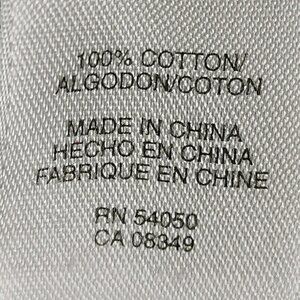 100% COTTON/
ALGODON/COTON
MADE IN CHINA
HECHO EN CHINA
FABRIQUE EN CHINE
RN 54050
CA 08349